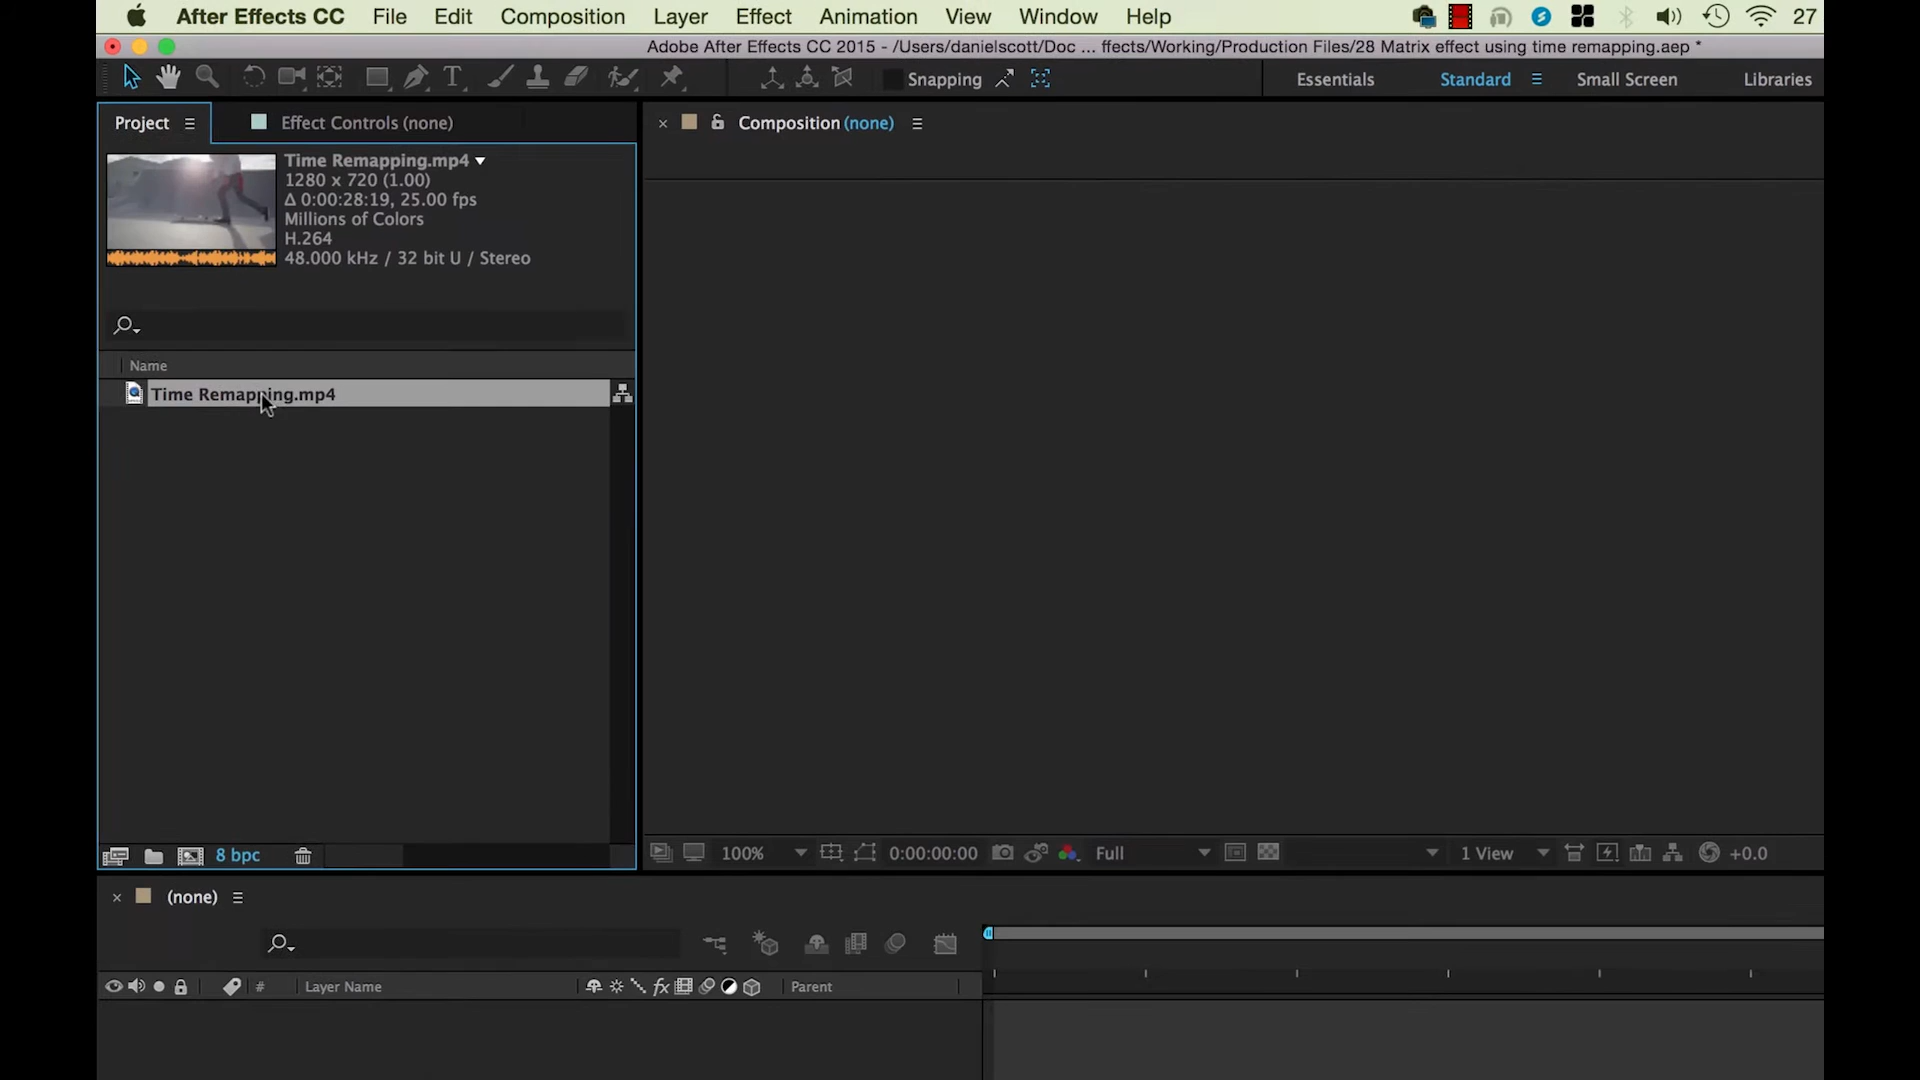 After Effects CC File Edit Composition Layer Effect Animation View Window Help 27
Adobe After Effects CC 2015 - /Users/danielscott/Doc ... ffects/Working/Production Files/28 Matrix effect using time remapping.aep *
Snapping Essentials Standard Small Screen Libraries
Project Effect Controls (none)
Composition (none)
Time Remapping.mp4
1280 x 720 (1.00)
Δ 0:00:28:19, 25.00 fps
Millions of Colors
H.264
48.000 kHz / 32 bit U / Stereo
Name
Time Remapping.mp4
8 bpc
100% 0:00:00:00 Full 1 View +0.0
(none)
# Layer Name fx Parent